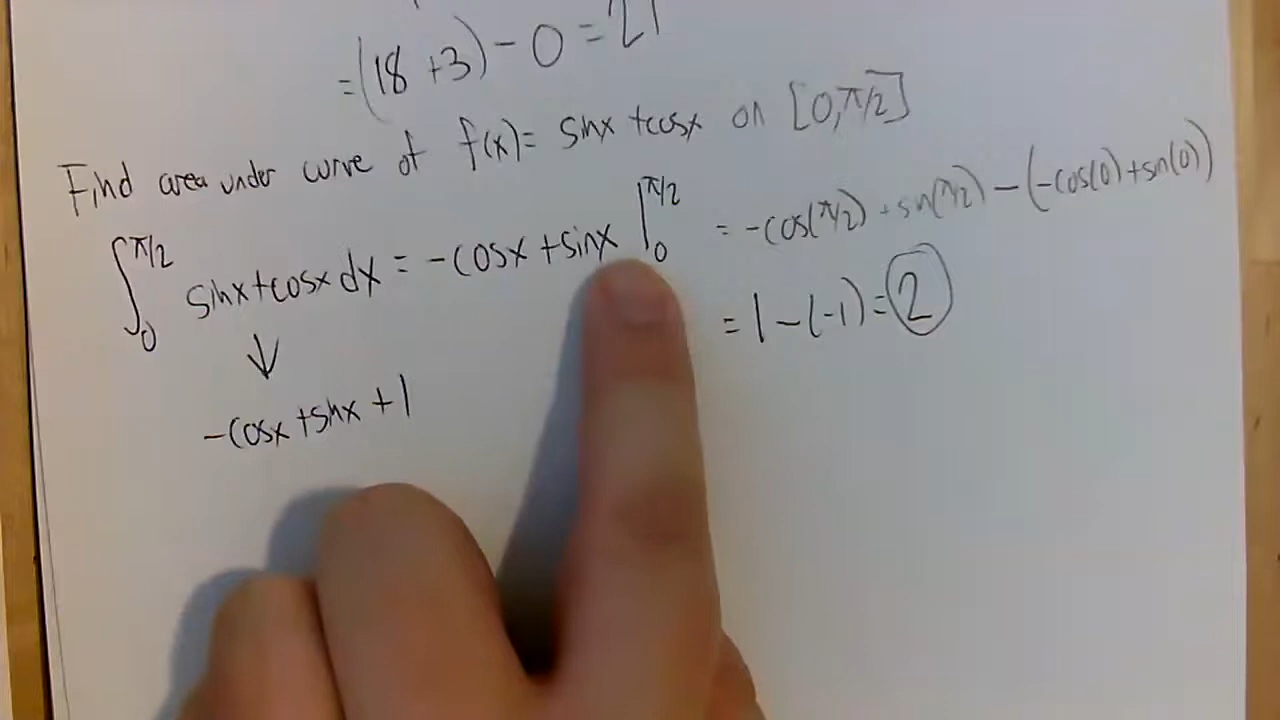 =(18+3)-0=21
Find area under curve of f(x)= sinx+cosx on [0,π/2]
∫₀^π/2 sinx+cosx dx = -cosx+sinx |₀^π/2 = -cos(π/2)+sin(π/2)-(-cos(0)+sin(0))
= 1-(-1)=2
↓
-cosx+sinx+1